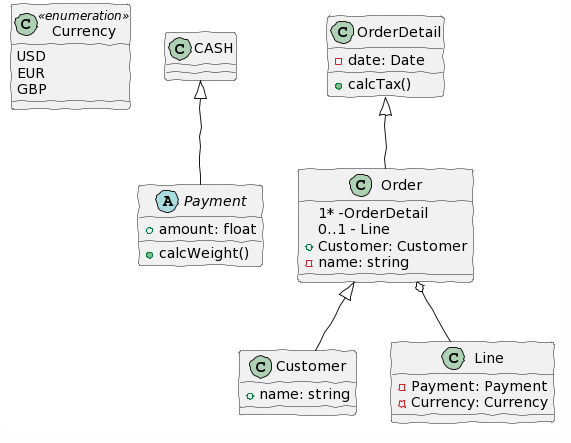 «enumeration»
C Currency
USD
EUR
GBP
C CASH
C OrderDetail
date: Date
calcTax()
A Payment
amount: float
calcWeight()
C Order
1* -OrderDetail
0..1 - Line
Customer: Customer
name: string
C Customer
name: string
C Line
Payment: Payment
Currency: Currency